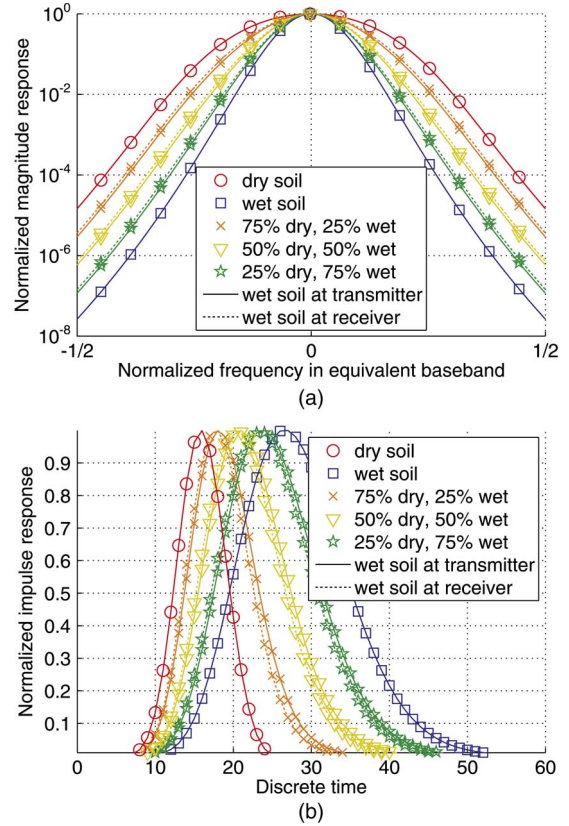 10⁰
10⁻²
10⁻⁴
10⁻⁶
10⁻⁸
Normalized magnitude response
dry soil
wet soil
75% dry, 25% wet
50% dry, 50% wet
25% dry, 75% wet
wet soil at transmitter
wet soil at receiver
-1/2 0 1/2
Normalized frequency in equivalent baseband
(a)
0.9
0.8
0.7
0.6
0.5
0.4
0.3
0.2
0.1
Normalized impulse response
dry soil
wet soil
75% dry, 25% wet
50% dry, 50% wet
25% dry, 75% wet
wet soil at transmitter
wet soil at receiver
0 10 20 30 40 50 60
Discrete time
(b)